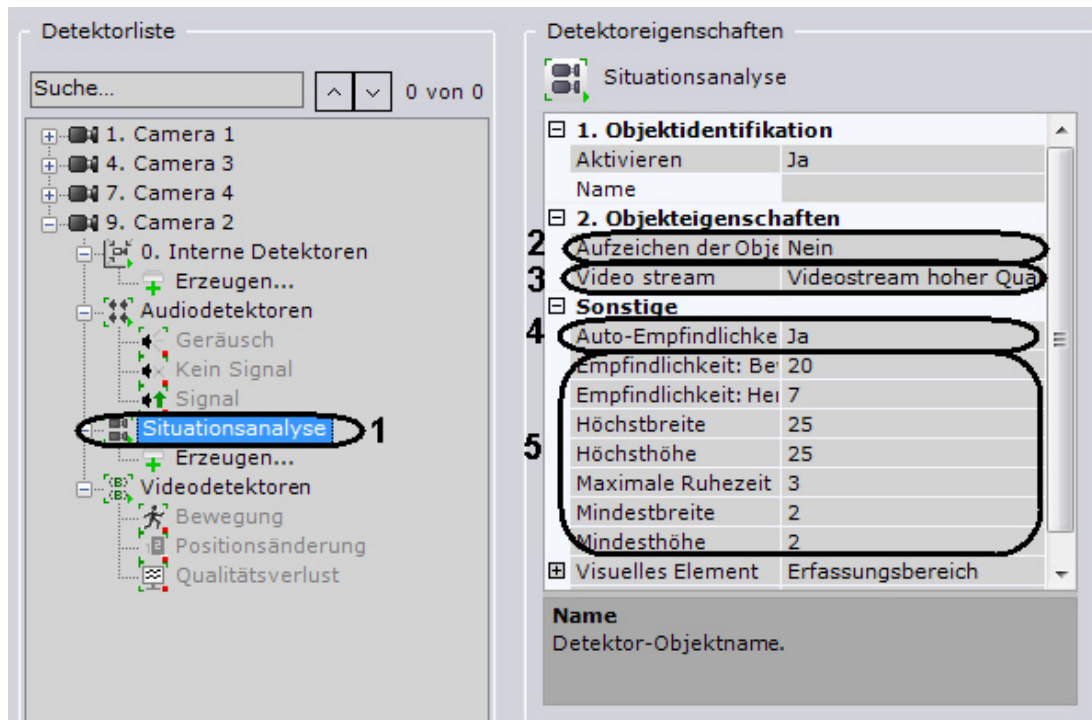 Detektorliste
Suche...
0 von 0
1. Camera 1
4. Camera 3
7. Camera 4
9. Camera 2
0. Interne Detektoren
Erzeugen...
Audiodetektoren
Geräusch
Kein Signal
Signal
Situationsanalyse 1
Erzeugen...
Videodetektoren
Bewegung
Positionsänderung
Qualitätsverlust
Detektoreigenschaften
Situationsanalyse
1. Objektidentifikation
Aktivieren Ja
Name
2. Objekteigenschaften
2 Aufzeichen der Obje Nein
3 Video stream Videostream hoher Qua
Sonstige
4 Auto-Empfindlichke Ja
Empfindlichkeit: Be 20
Empfindlichkeit: He 7
Höchstbreite 25
5 Höchsthöhe 25
Maximale Ruhezeit 3
Mindestbreite 2
Mindesthöhe 2
Visuelles Element Erfassungsbereich
Name
Detektor-Objektname.